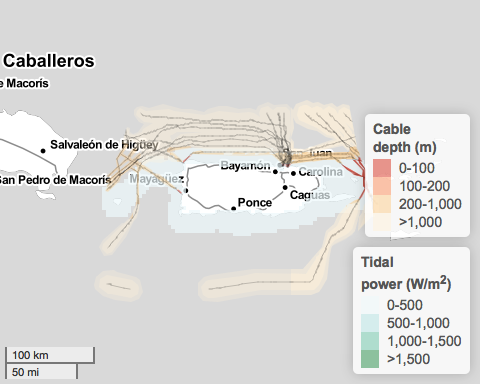 Caballeros
e Macorís
Salvaleón de Higüey
San Pedro de Macorís
Mayagüez
Bayamón
San Juan
Carolina
Caguas
Ponce
Cable
depth (m)
0-100
100-200
200-1,000
>1,000
Tidal
power (W/m²)
0-500
500-1,000
1,000-1,500
>1,500
100 km
50 mi